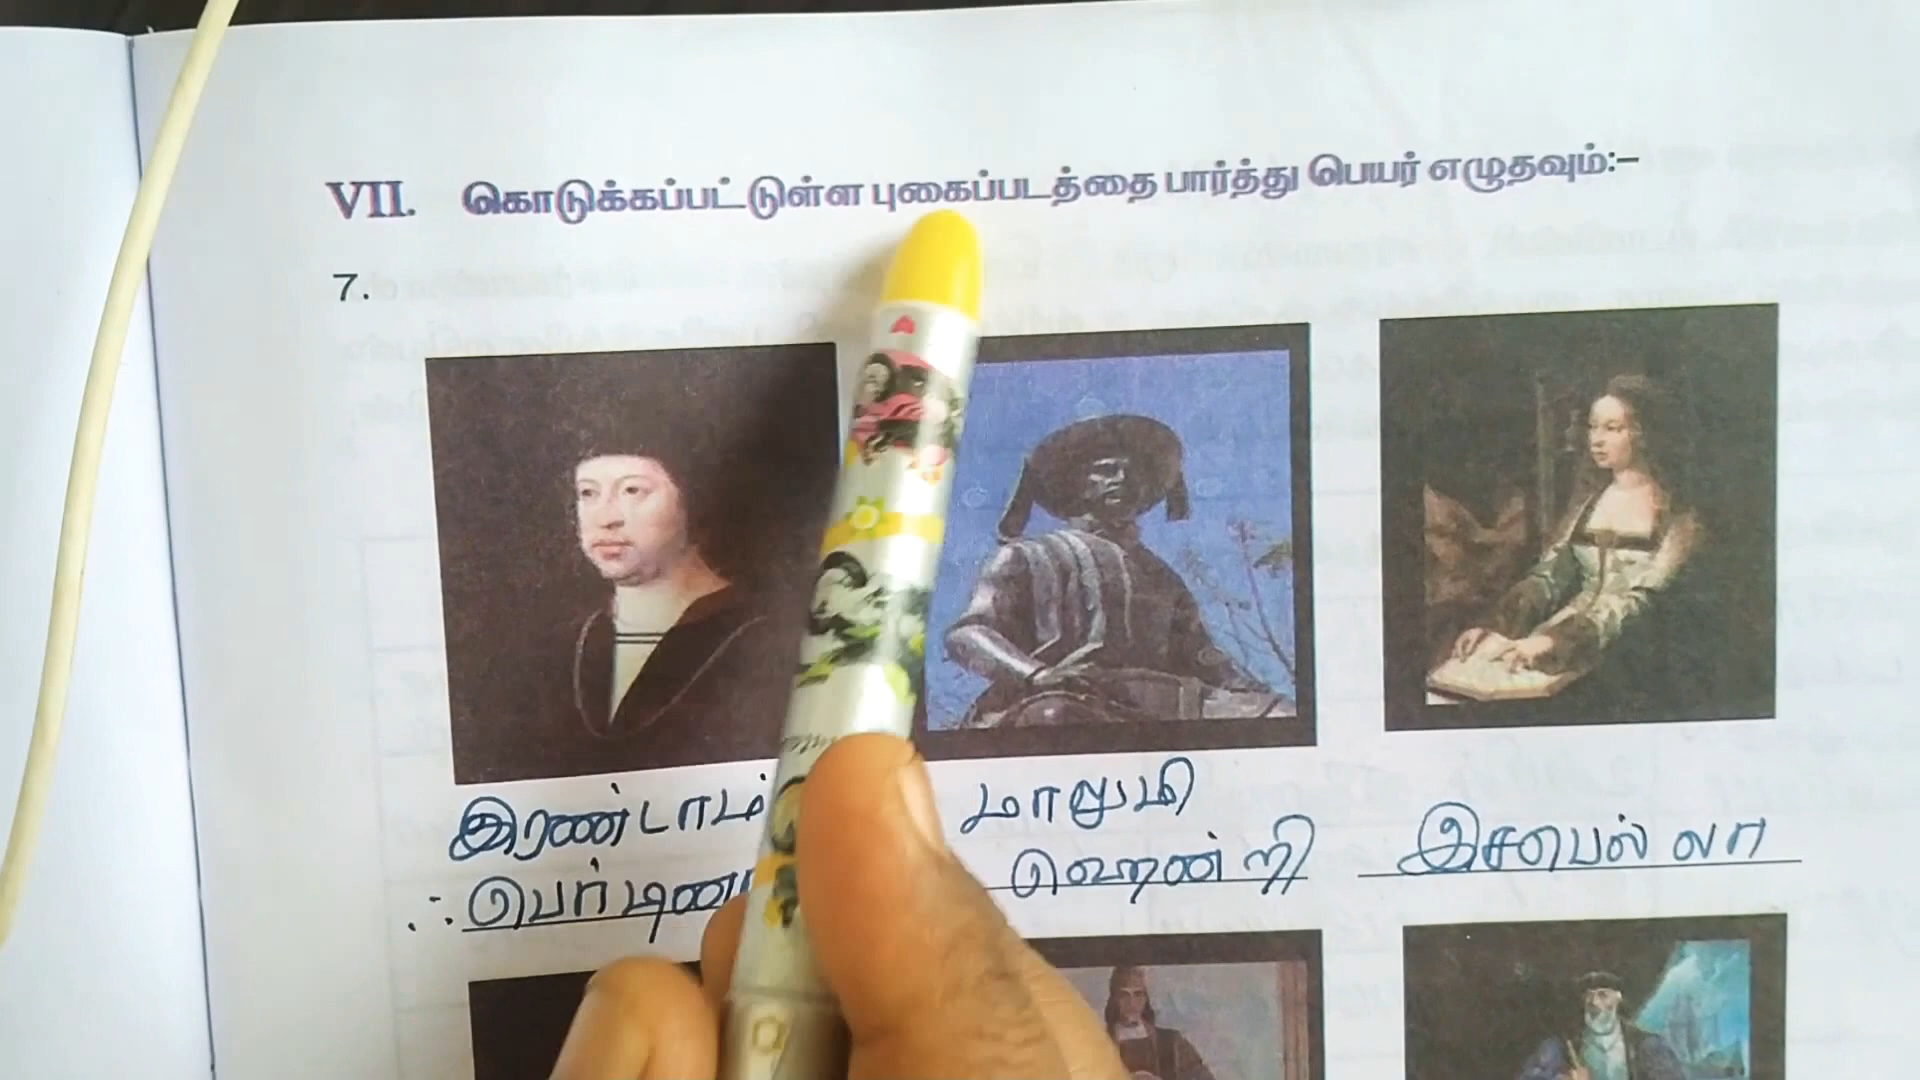 VII. கொடுக்கப்பட்டுள்ள புகைப்படத்தை பார்த்து பெயர் எழுதவும்:–
7.
இரண்டாம் மாலுமி
ஹென்றி இசபெல்லா